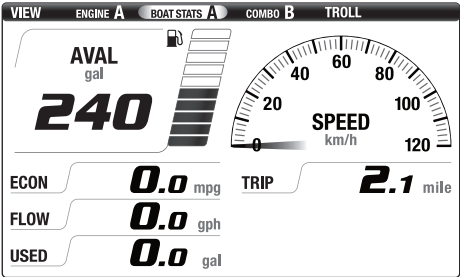 VIEW ENGINE A BOAT STATS A COMBO B TROLL
AVAL
gal
240
0 20 40 60 80 100 120
SPEED
km/h
ECON 0.0 mpg
TRIP 2.1 mile
FLOW 0.0 gph
USED 0.0 gal